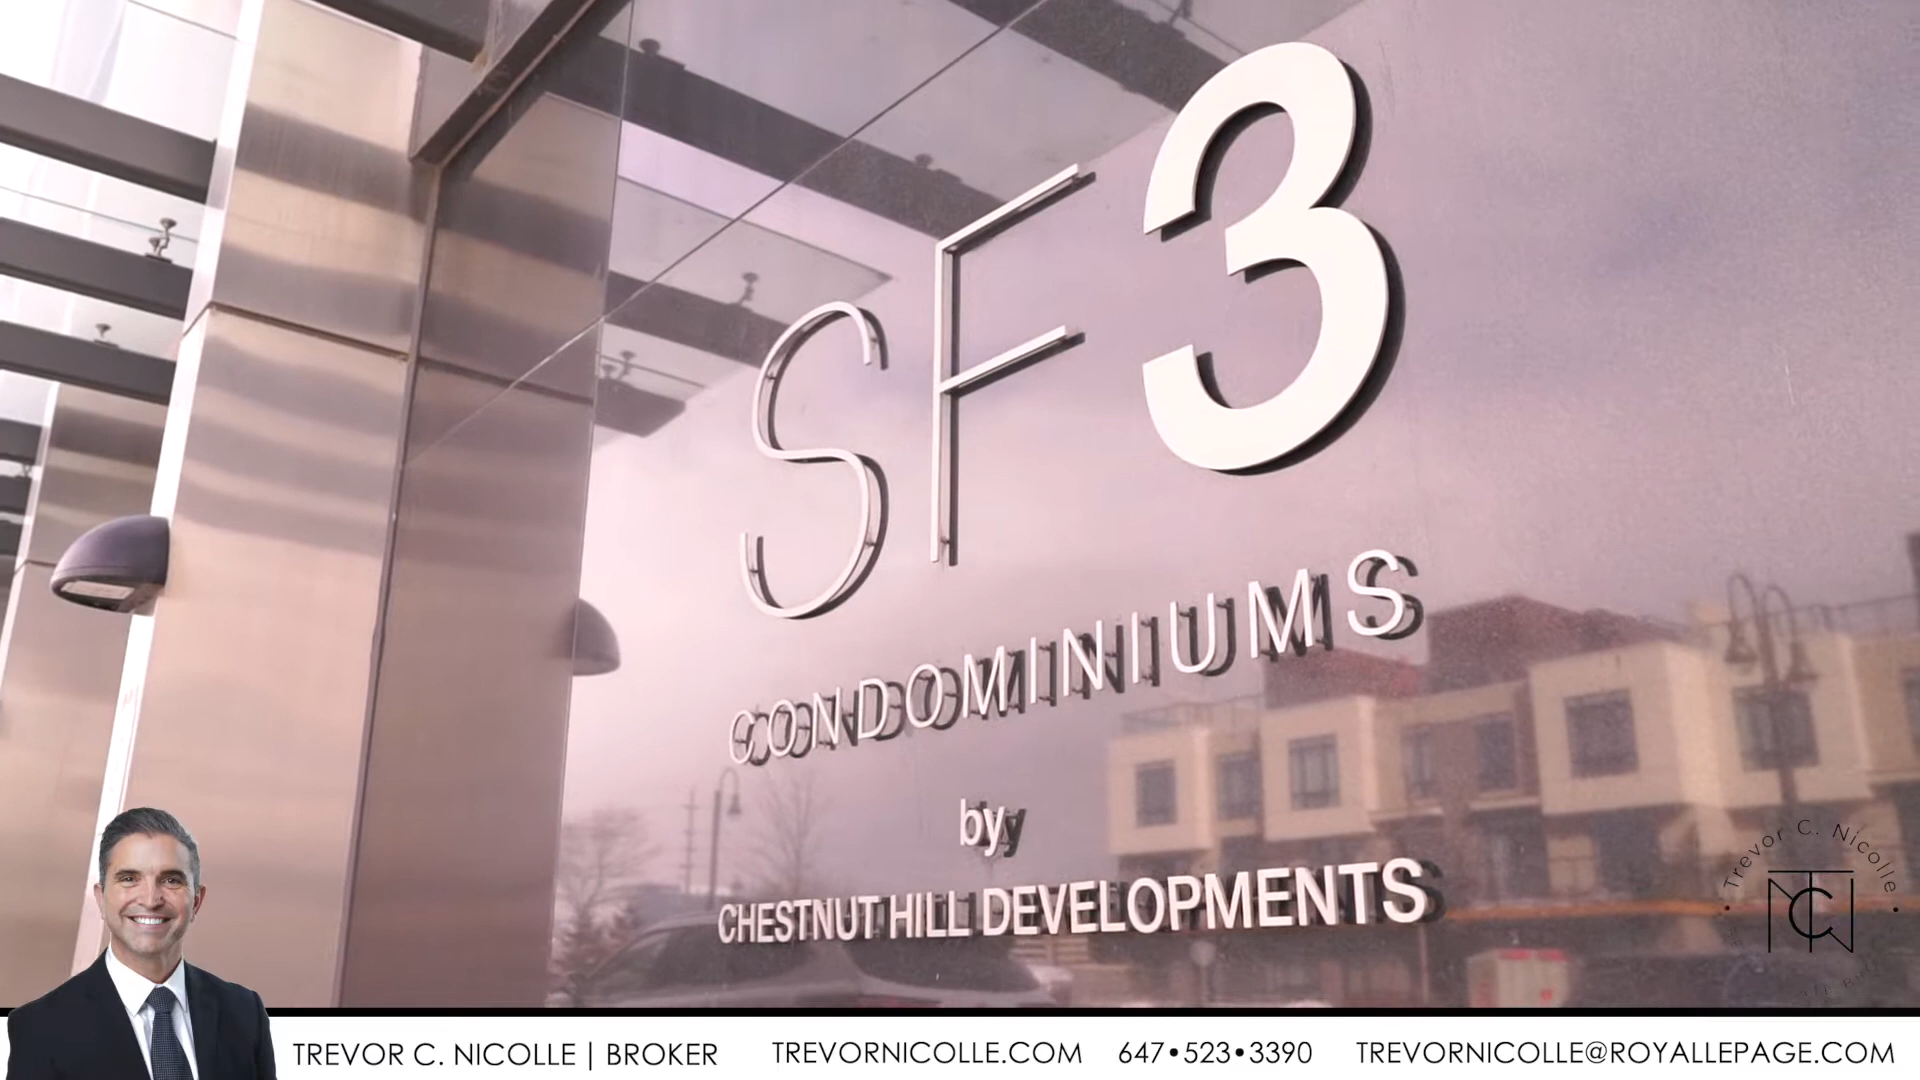 SF3
CONDOMINIUMS
by
CHESTNUT HILL DEVELOPMENTS
Trevor C. Nicolle
TCN
TREVOR C. NICOLLE | BROKER
TREVORNICOLLE.COM
647•523•3390
TREVORNICOLLE@ROYALLEPAGE.COM